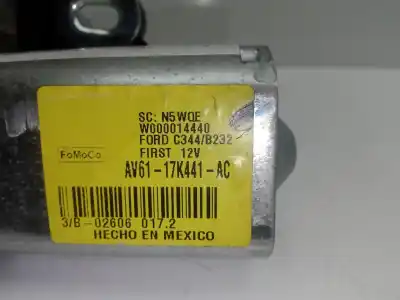 SC: N5WQE
W000014440
FORD C344/B232
FIRST 12V
FoMoCo
AV61-17K441-AC
3/B-02606 017.2
HECHO EN MEXICO